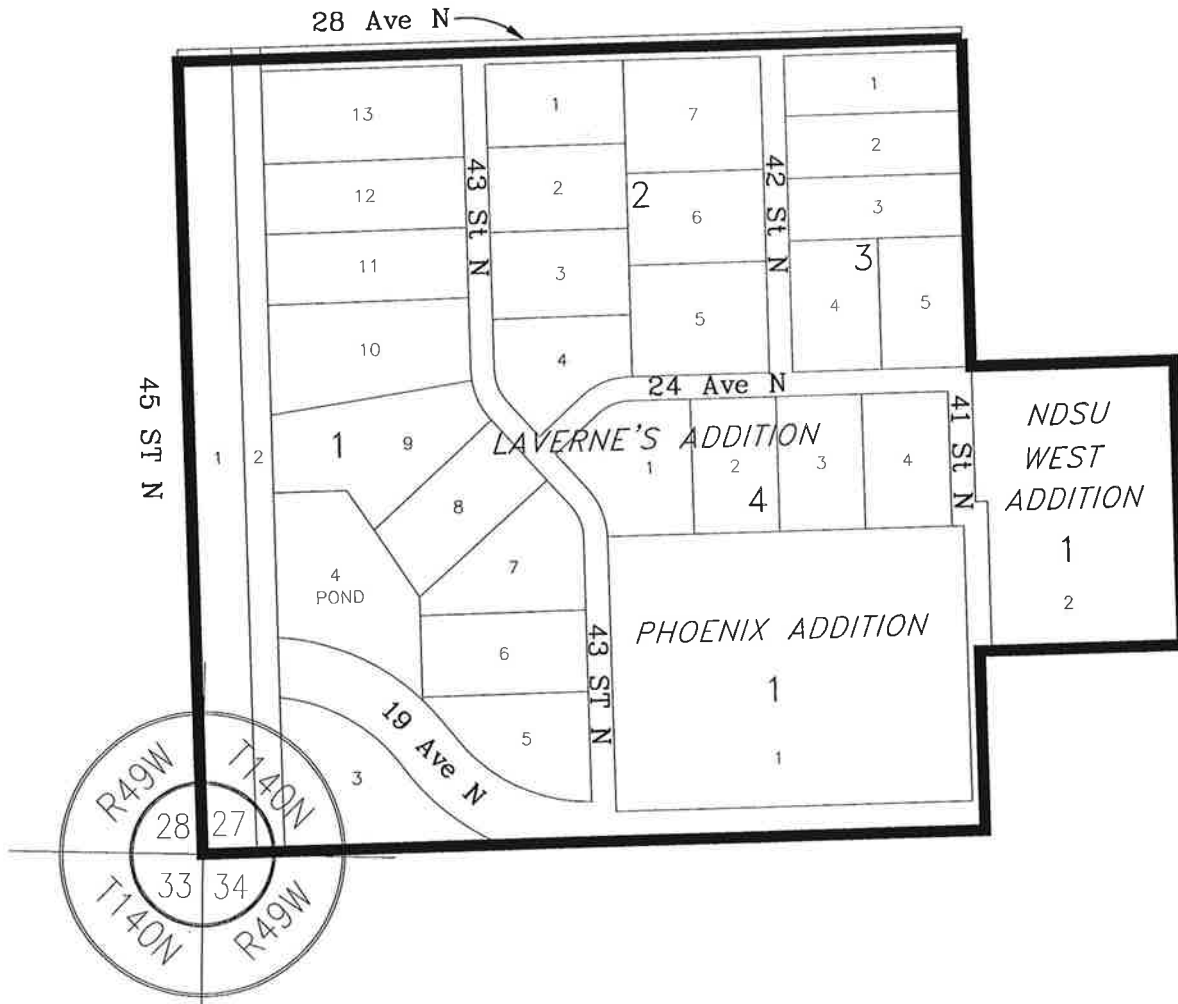 28 Ave N
13
1
7
1
2
12
43 St N
2
2
6
42 St N
3
11
3
3
4
5
10
4
5
45 ST N
24 Ave N
1
2
1
9
LAVERNE'S ADDITION
1
2
3
4
41 St N
NDSU
WEST
ADDITION
1
2
8
4
4
POND
7
6
43 ST N
PHOENIX ADDITION
1
1
19 Ave N
5
3
R49W
T140N
28
27
33
34
T140N
R49W